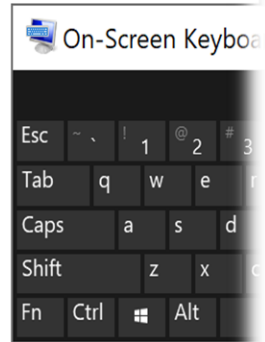 On-Screen Keyboa
Esc ~ ` ! 1 @ 2 # 3
Tab q w e r
Caps a s d
Shift z x c
Fn Ctrl Alt